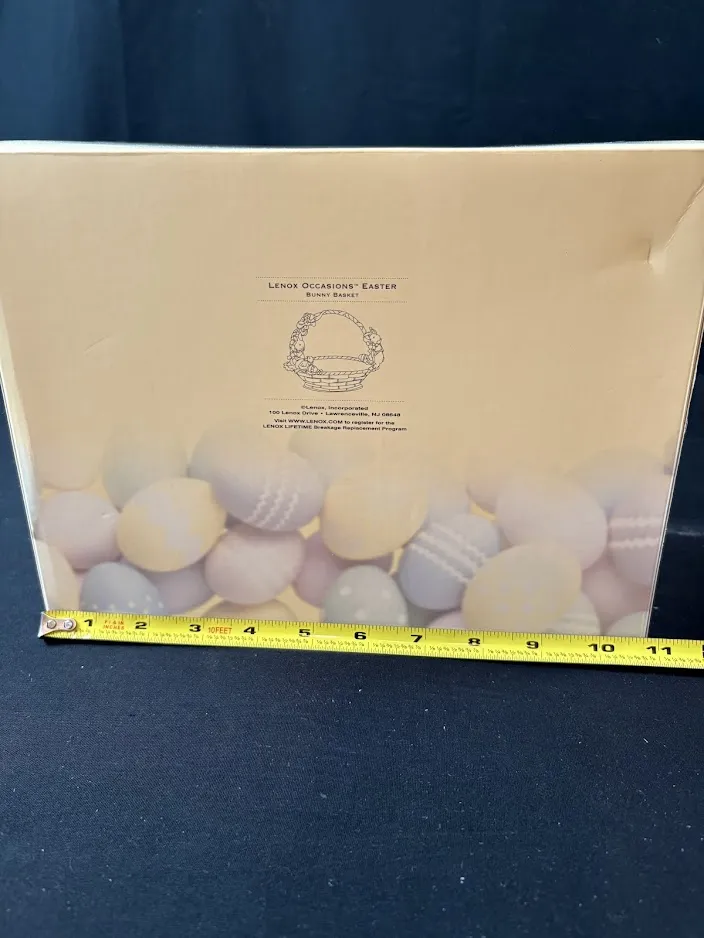 LENOX OCCASIONS™ EASTER
BUNNY BASKET
©Lenox, Incorporated
100 Lenox Drive • Lawrenceville, NJ 08648
Visit WWW.LENOX.COM to register for the
LENOX LIFETIME Breakage Replacement Program
1 2 3 10FEET 4 5 6 7 8 9 10 11